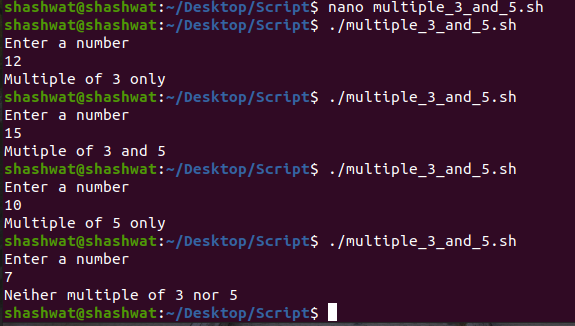 shashwat@shashwat:~/Desktop/Script$ nano multiple_3_and_5.sh
shashwat@shashwat:~/Desktop/Script$ ./multiple_3_and_5.sh
Enter a number
12
Multiple of 3 only
shashwat@shashwat:~/Desktop/Script$ ./multiple_3_and_5.sh
Enter a number
15
Mutiple of 3 and 5
shashwat@shashwat:~/Desktop/Script$ ./multiple_3_and_5.sh
Enter a number
10
Multiple of 5 only
shashwat@shashwat:~/Desktop/Script$ ./multiple_3_and_5.sh
Enter a number
7
Neiher multiple of 3 nor 5
shashwat@shashwat:~/Desktop/Script$